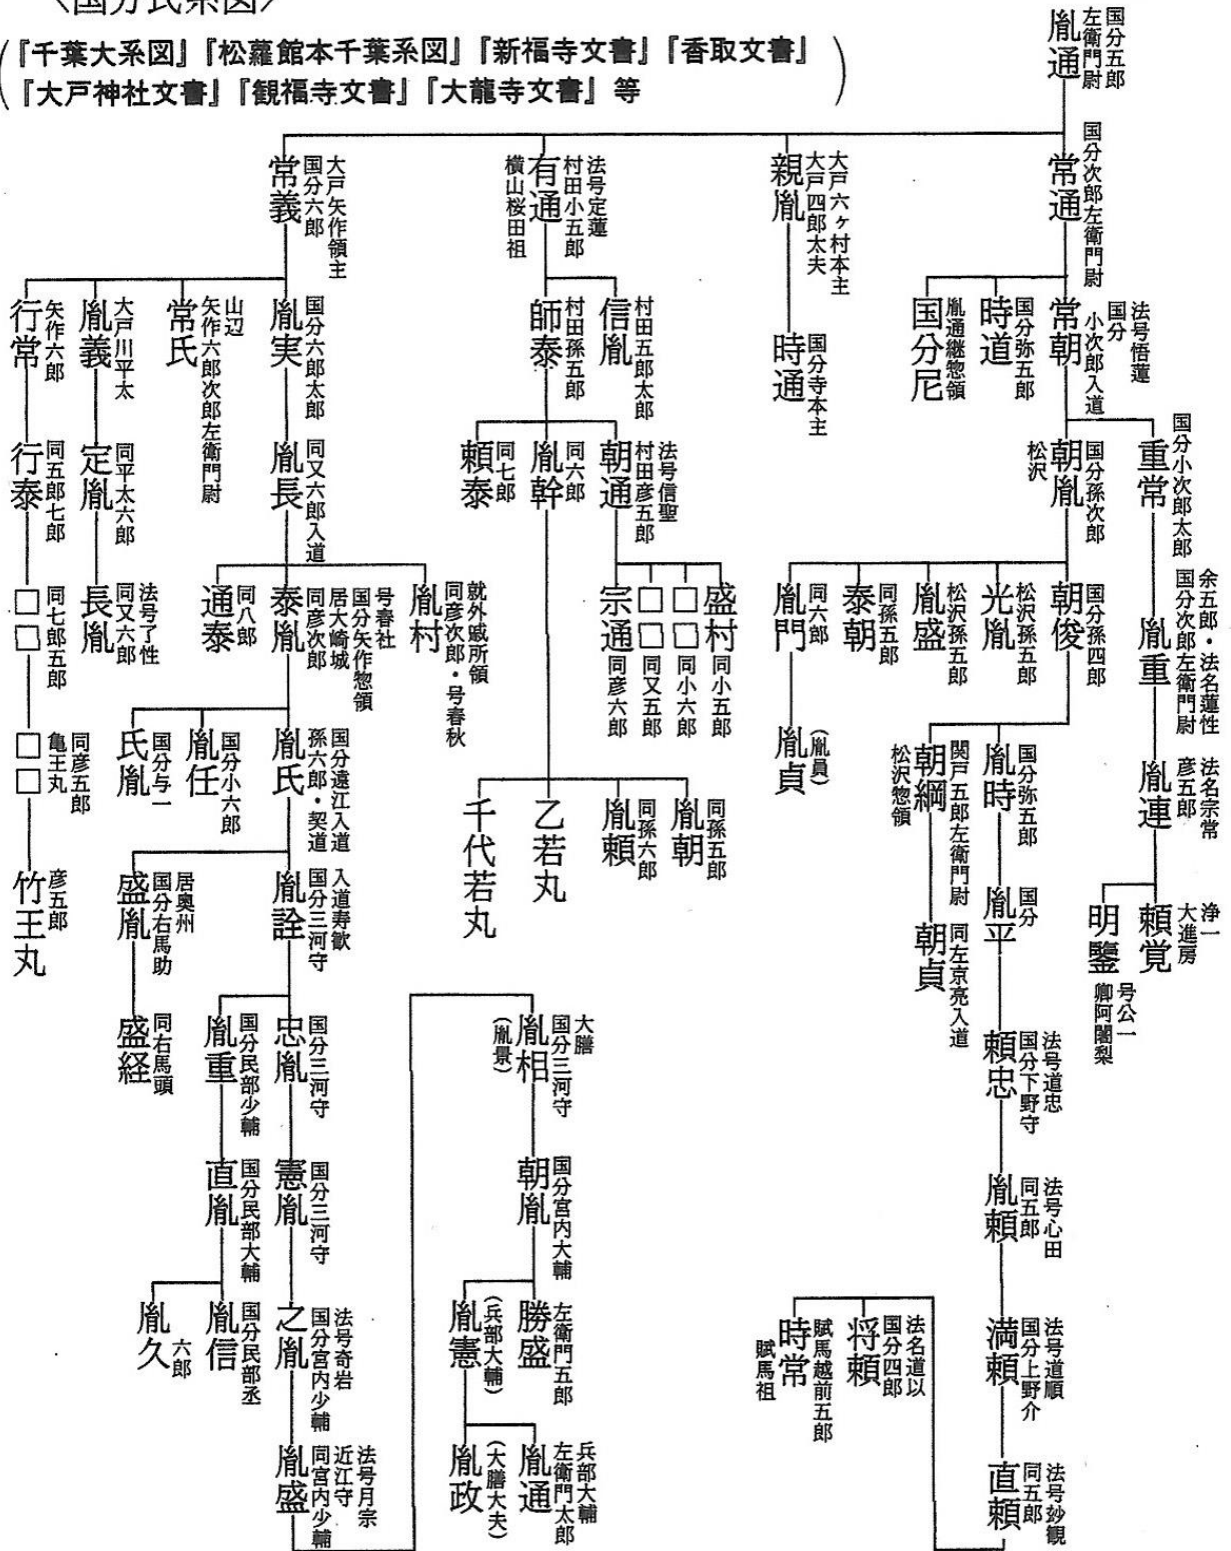 〈国分氏系図〉
『千葉大系図』『松蘿館本千葉系図』『新福寺文書』『香取文書』
『大戸神社文書』『観福寺文書』『大龍寺文書』等
国分五郎
左衛門尉
胤通
国分次郎左衛門尉
常通
大戸六ヶ村本主
大戸四郎太夫
親胤
法号定蓮
村田小五郎
有通
横山桜田祖
大戸矢作領主
国分六郎
常義
法号悟蓮
国分
小次郎入道
常朝
国分弥五郎
時道
胤通継惣領
国分尼
国分寺本主
時通
村田五郎太郎
信胤
村田孫五郎
師泰
国分六郎太郎
胤実
山辺
矢作六郎次郎左衛門尉
常氏
大戸川平太
胤義
矢作六郎
行常
国分小次郎太郎
重常
国分孫次郎
朝胤
松沢
法号信聖
村田彦五郎
朝通
同六郎
胤幹
同七郎
頼泰
同又六郎入道
胤長
同平太六郎
定胤
同五郎七郎
行泰
余五郎・法名蓮性
国分次郎左衛門尉
胤重
国分孫四郎
朝俊
松沢孫五郎
光胤
松沢孫五郎
胤盛
同孫五郎
泰朝
同六郎
胤門
盛村
同小五郎
□□
同小六郎
□□
同又五郎
宗通
同彦六郎
就外戚所領
同彦次郎・号春秋
胤村
号春社
国分矢作惣領
居大崎城
同彦次郎
泰胤
同八郎
通泰
法号了性
同又六郎
長胤
同七郎五郎
□□
法名宗常
彦五郎
胤連
国分弥五郎
胤時
関戸五郎左衛門尉
朝綱
松沢惣領
(胤員)
胤貞
同孫五郎
胤朝
同孫六郎
胤頼
乙若丸
千代若丸
国分遠江入道
孫六郎・契道
胤氏
国分小六郎
胤任
国分与一
氏胤
同彦五郎
亀王丸
□□
浄一
大進房
頼覚
明鑒
号公一
卿阿闍梨
国分
胤平
同左京亮入道
朝貞
入道寿歓
国分三河守
胤詮
居奥州
国分右馬助
盛胤
彦五郎
竹王丸
法号道忠
国分下野守
頼忠
大膳
国分三河守
胤相
(胤景)
国分三河守
忠胤
国分民部少輔
胤重
同右馬頭
盛経
法号心田
同五郎
胤頼
国分宮内大輔
朝胤
国分三河守
憲胤
国分民部大輔
直胤
法号道順
国分上野介
満頼
法名道以
国分四郎
将頼
賦馬越前五郎
時常
賦馬祖
左衛門五郎
勝盛
(兵部大輔)
胤憲
法号奇岩
国分宮内少輔
之胤
国分民部丞
胤信
六郎
胤久
法号妙観
同五郎
直頼
兵部大輔
左衛門太郎
胤通
(大膳大夫)
胤政
法号月宗
近江守
同宮内少輔
胤盛